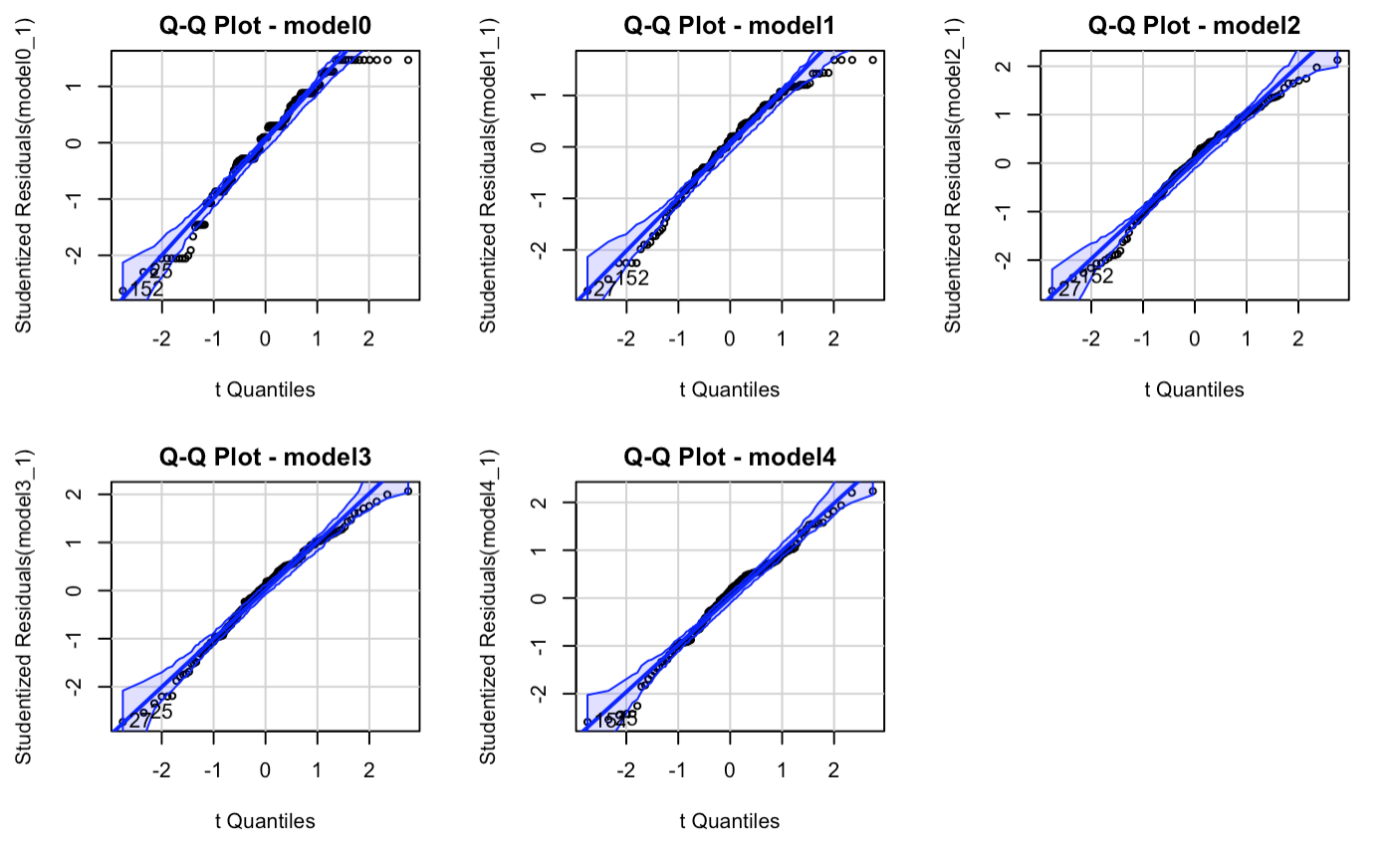 Q-Q Plot - model0
Studentized Residuals(model0_1)
1
0
-1
-2
25
152
-2 -1 0 1 2
t Quantiles
Q-Q Plot - model1
Studentized Residuals(model1_1)
1
0
-1
-2
152
27
-2 -1 0 1 2
t Quantiles
Q-Q Plot - model2
Studentized Residuals(model2_1)
2
1
0
-1
-2
152
27
-2 -1 0 1 2
t Quantiles
Q-Q Plot - model3
Studentized Residuals(model3_1)
2
1
0
-1
-2
25
27
-2 -1 0 1 2
t Quantiles
Q-Q Plot - model4
Studentized Residuals(model4_1)
2
1
0
-1
-2
-2 -1 0 1 2
t Quantiles